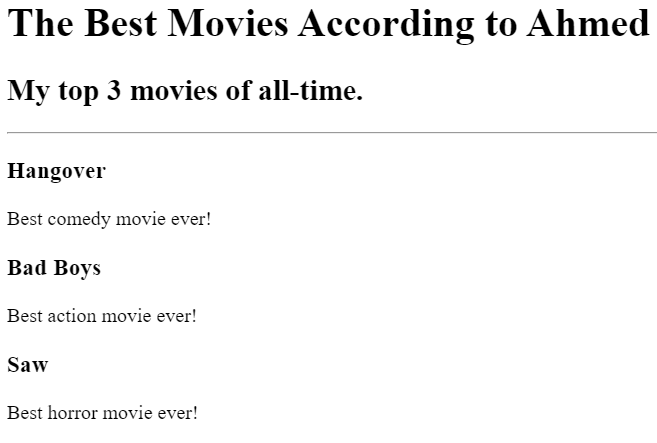 The Best Movies According to Ahmed
My top 3 movies of all-time.
Hangover
Best comedy movie ever!
Bad Boys
Best action movie ever!
Saw
Best horror movie ever!